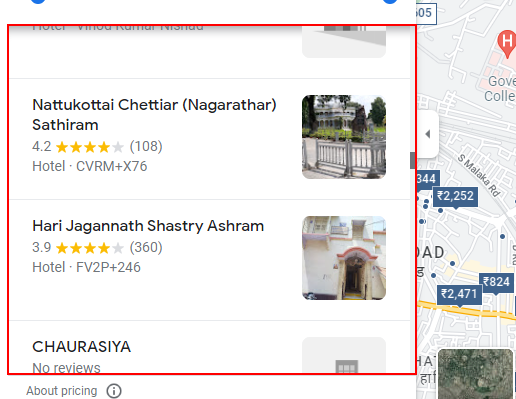 Hotel · Vinod Kumar Nishad
Nattukottai Chettiar (Nagarathar)
Sathiram
4.2 ★★★★★ (108)
Hotel · CVRM+X76
Hari Jagannath Shastry Ashram
3.9 ★★★★★ (360)
Hotel · FV2P+246
CHAURASIYA
No reviews
About pricing
605
H
Gove
Colle
S Malaka Rd
344
₹2,252
AD
₹824
₹2,471
HA
हा